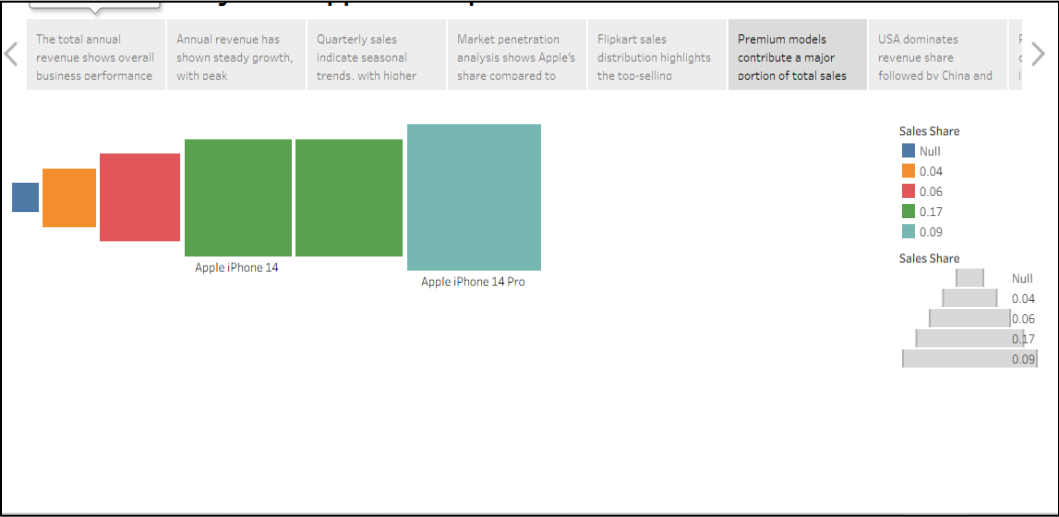 The total annual
revenue shows overall
business performance
Annual revenue has
shown steady growth,
with peak
Quarterly sales
indicate seasonal
trends, with higher
Market penetration
analysis shows Apple's
share compared to
Flipkart sales
distribution highlights
the top-selling
Premium models
contribute a major
portion of total sales
USA dominates
revenue share
followed by China and
Sales Share
Null
0.04
0.06
0.17
0.09
Apple iPhone 14
Apple iPhone 14 Pro
Sales Share
Null
0.04
0.06
0.17
0.09